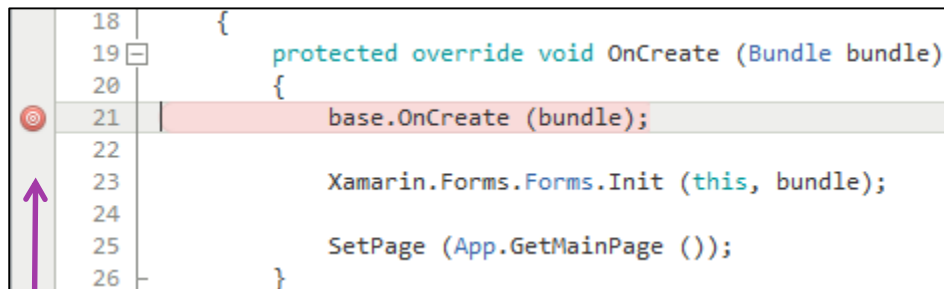 18 {
19 protected override void OnCreate (Bundle bundle)
20 {
21 base.OnCreate (bundle);
22
23 Xamarin.Forms.Forms.Init (this, bundle);
24
25 SetPage (App.GetMainPage ());
26 }